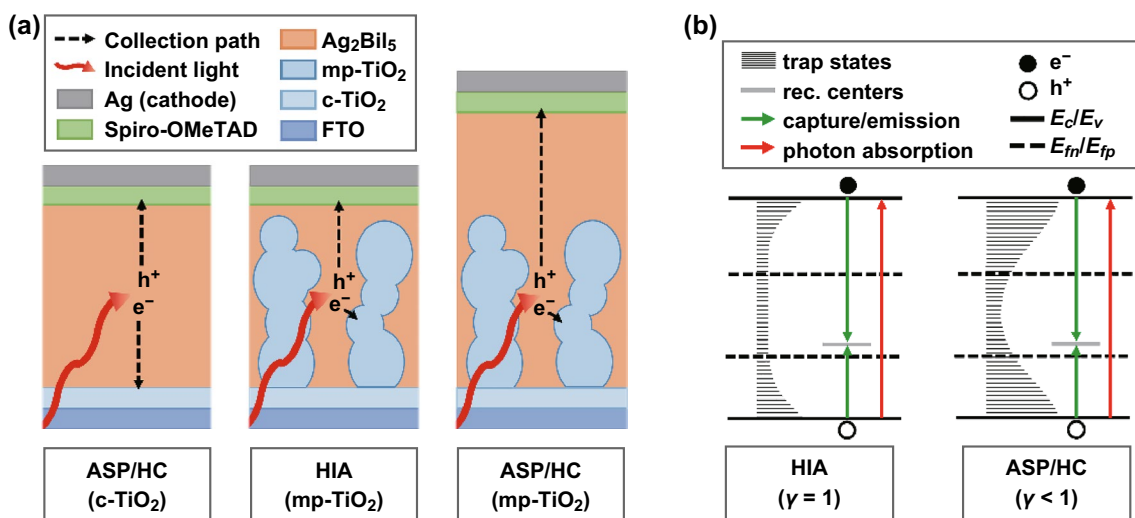 (a)
Collection path
Incident light
Ag (cathode)
Spiro-OMeTAD
Ag₂BiI₅
mp-TiO₂
c-TiO₂
FTO
h⁺
e⁻
h⁺
e⁻
h⁺
e⁻
ASP/HC
(c-TiO₂)
HIA
(mp-TiO₂)
ASP/HC
(mp-TiO₂)
(b)
trap states
rec. centers
capture/emission
photon absorption
e⁻
h⁺
E_c/E_v
E_fn/E_fp
HIA
(γ = 1)
ASP/HC
(γ < 1)